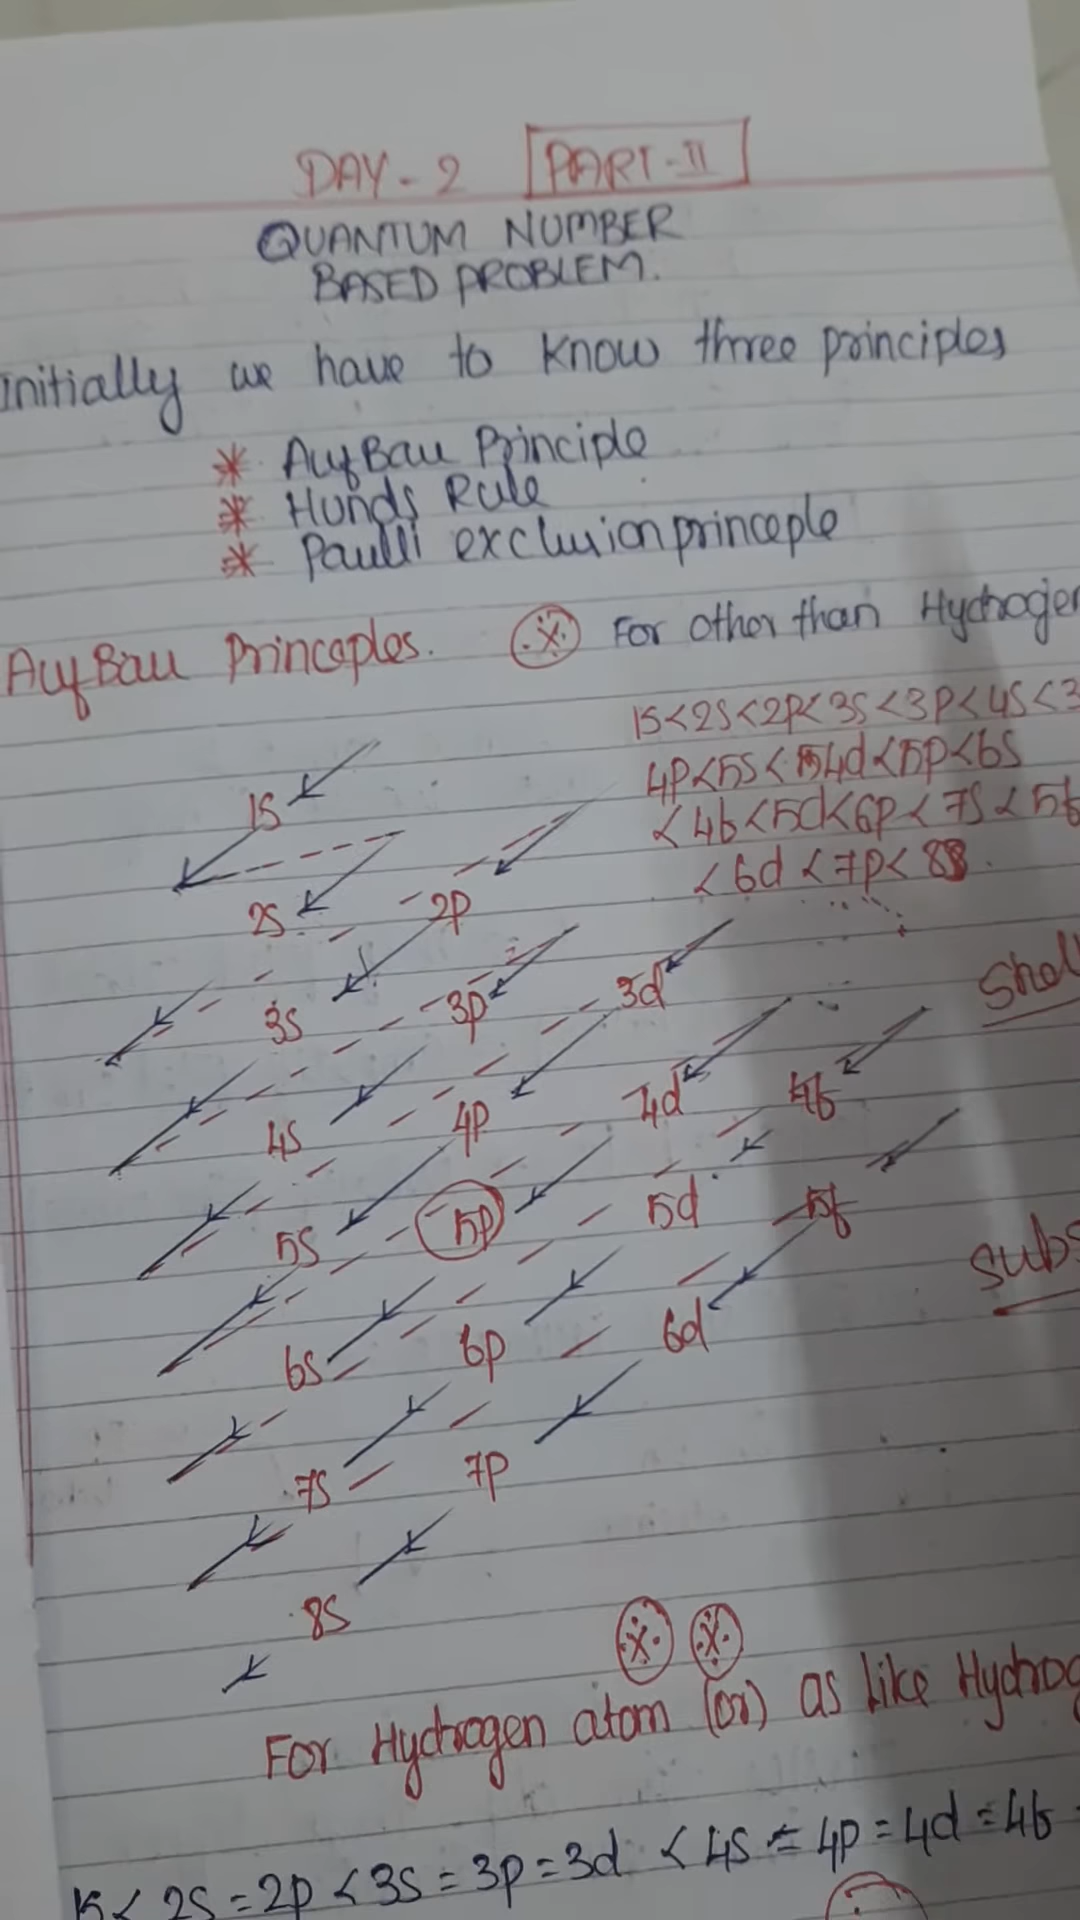 DAY-2 PART-II
QUANTUM NUMBER
BASED PROBLEM.
initially we have to know three principles
* AufBau Principle
* Hunds Rule
* Paulli exclusion princeple
AufBau Princeples. For other than Hydrogen
1S<2S<2P<3S<3P<4S<3
4P<5S<4d<5P<6S
<4f<5d<6P<7S<5f
<6d<7P<8S.
1S
2S 2p
3S 3p 3d
4S 4p 4d 4f
5S 5p 5d 5f
6S 6p 6d
7S 7p
8S
Shell
Subs
For Hydrogen atom (or) as like Hydrog
1S< 2S=2p<3S=3p=3d <4S=4p=4d=4f